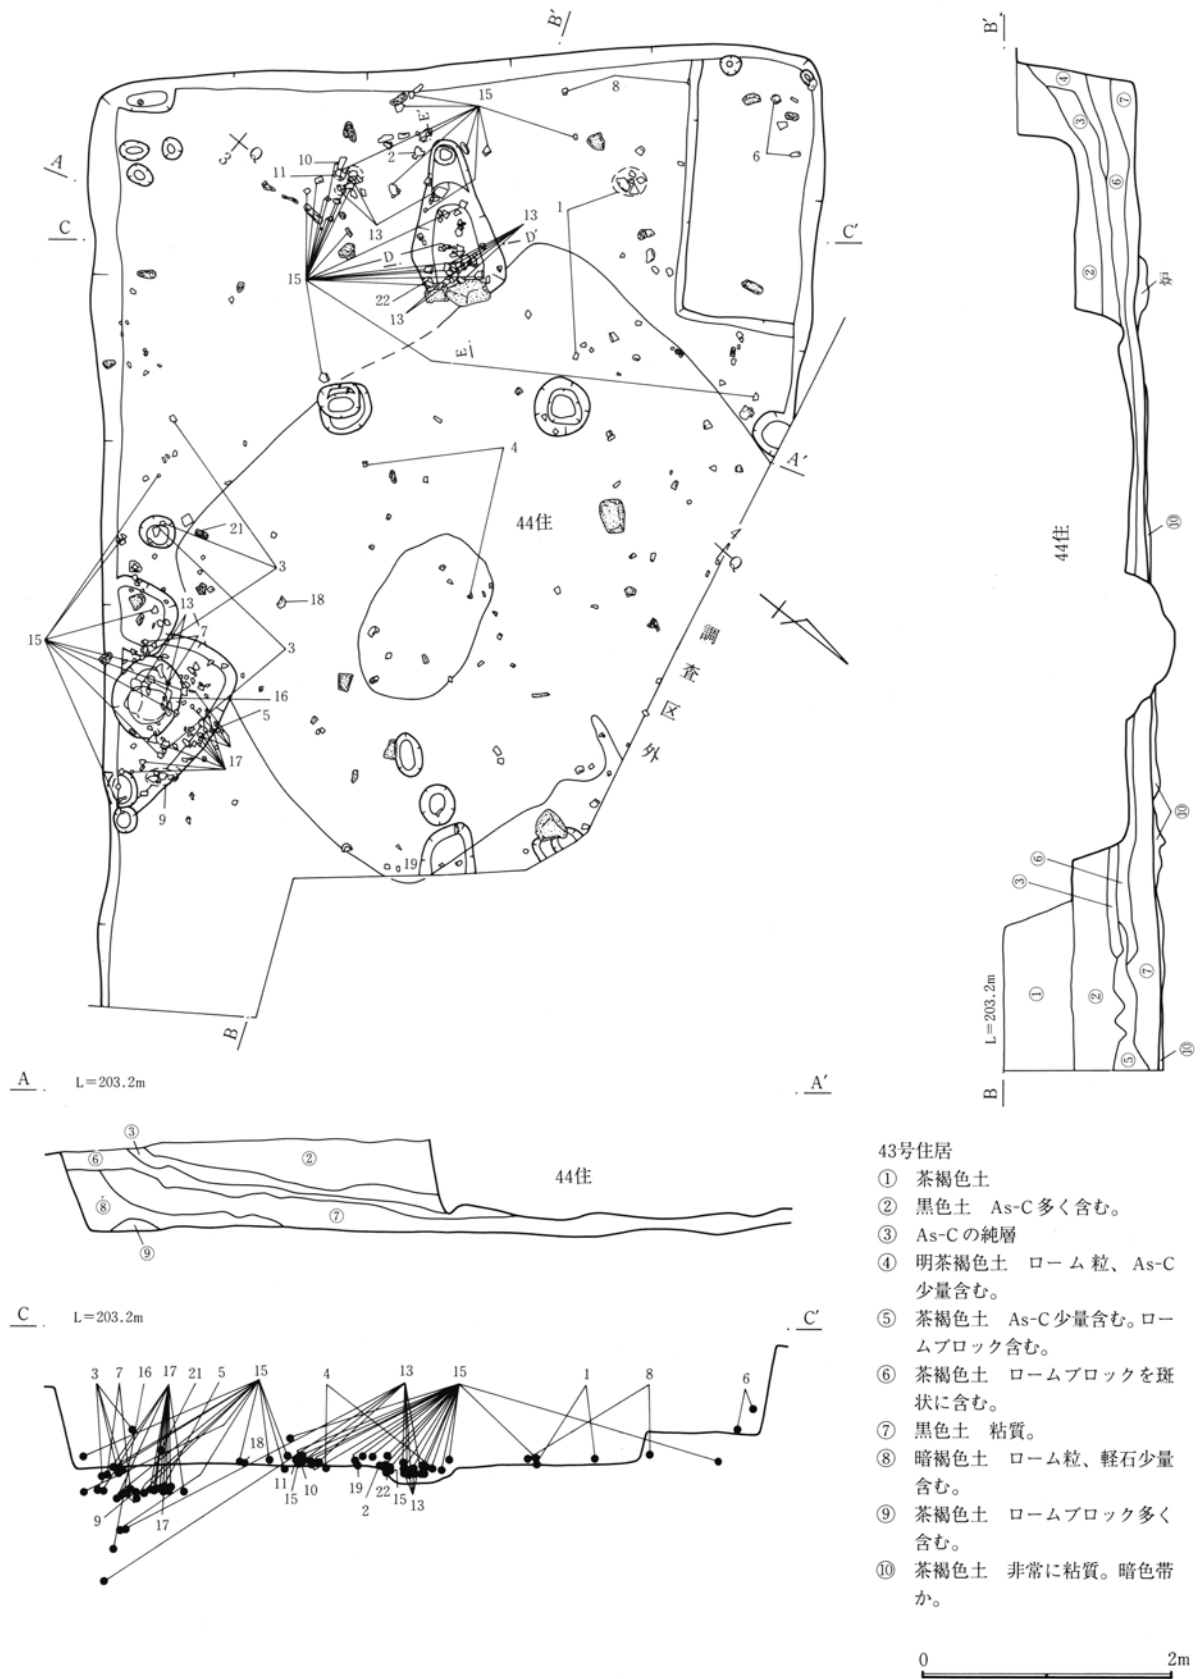 B′
B′
15
8
E′
2
6
3
Q
10
11
A
1
13
13
C
C′
D′
D
15
22
13
E
炉
④
⑦
③
⑥
②
4
A′
44住
21
3
4
Q
13
18
7
15
3
16
5
17
9
19
調査区外
44住
⑩
⑩
⑥
③
①
②
⑦
⑤
⑩
L=203.2m
B
B
A L=203.2m A′
③
⑥
②
44住
⑧
⑦
⑨
C L=203.2m C′
3 7 16 17 21 5 15 4 13 15 1 8 6
18
11
15 10
19
2
22
15
13
9
17
43号住居
① 茶褐色土
② 黒色土 As-C多く含む。
③ As-Cの純層
④ 明茶褐色土 ローム粒、As-C
少量含む。
⑤ 茶褐色土 As-C少量含む。ロー
ムブロック含む。
⑥ 茶褐色土 ロームブロックを斑
状に含む。
⑦ 黒色土 粘質。
⑧ 暗褐色土 ローム粒、軽石少量
含む。
⑨ 茶褐色土 ロームブロック多く
含む。
⑩ 茶褐色土 非常に粘質。暗色帯
か。
0 2m